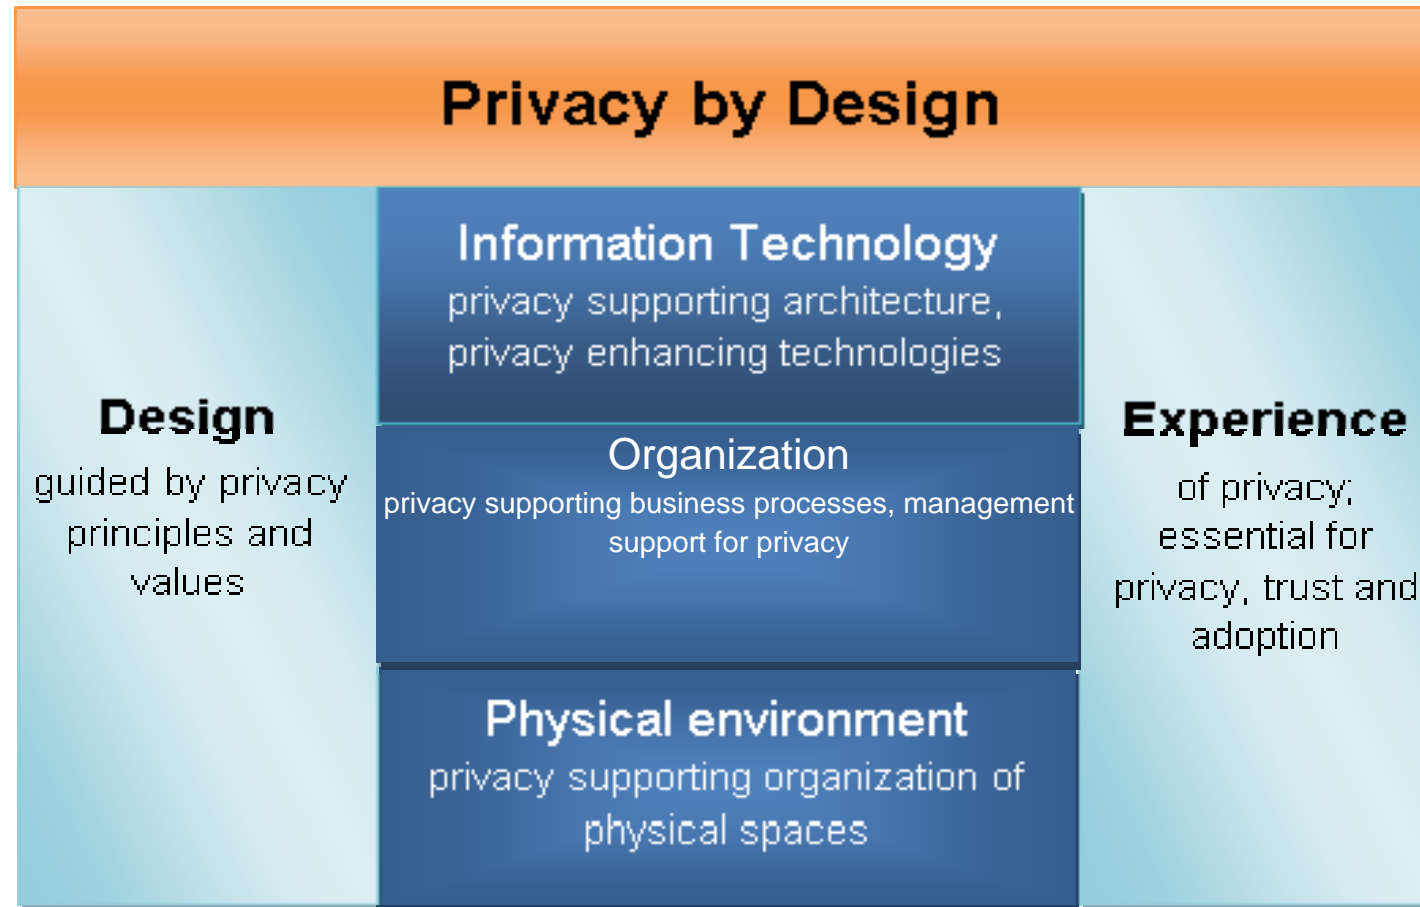 Privacy by Design
Design
guided by privacy
principles and
values
Information Technology
privacy supporting architecture,
privacy enhancing technologies
Organization
privacy supporting business processes, management
support for privacy
Physical environment
privacy supporting organization of
physical spaces
Experience
of privacy;
essential for
privacy, trust and
adoption